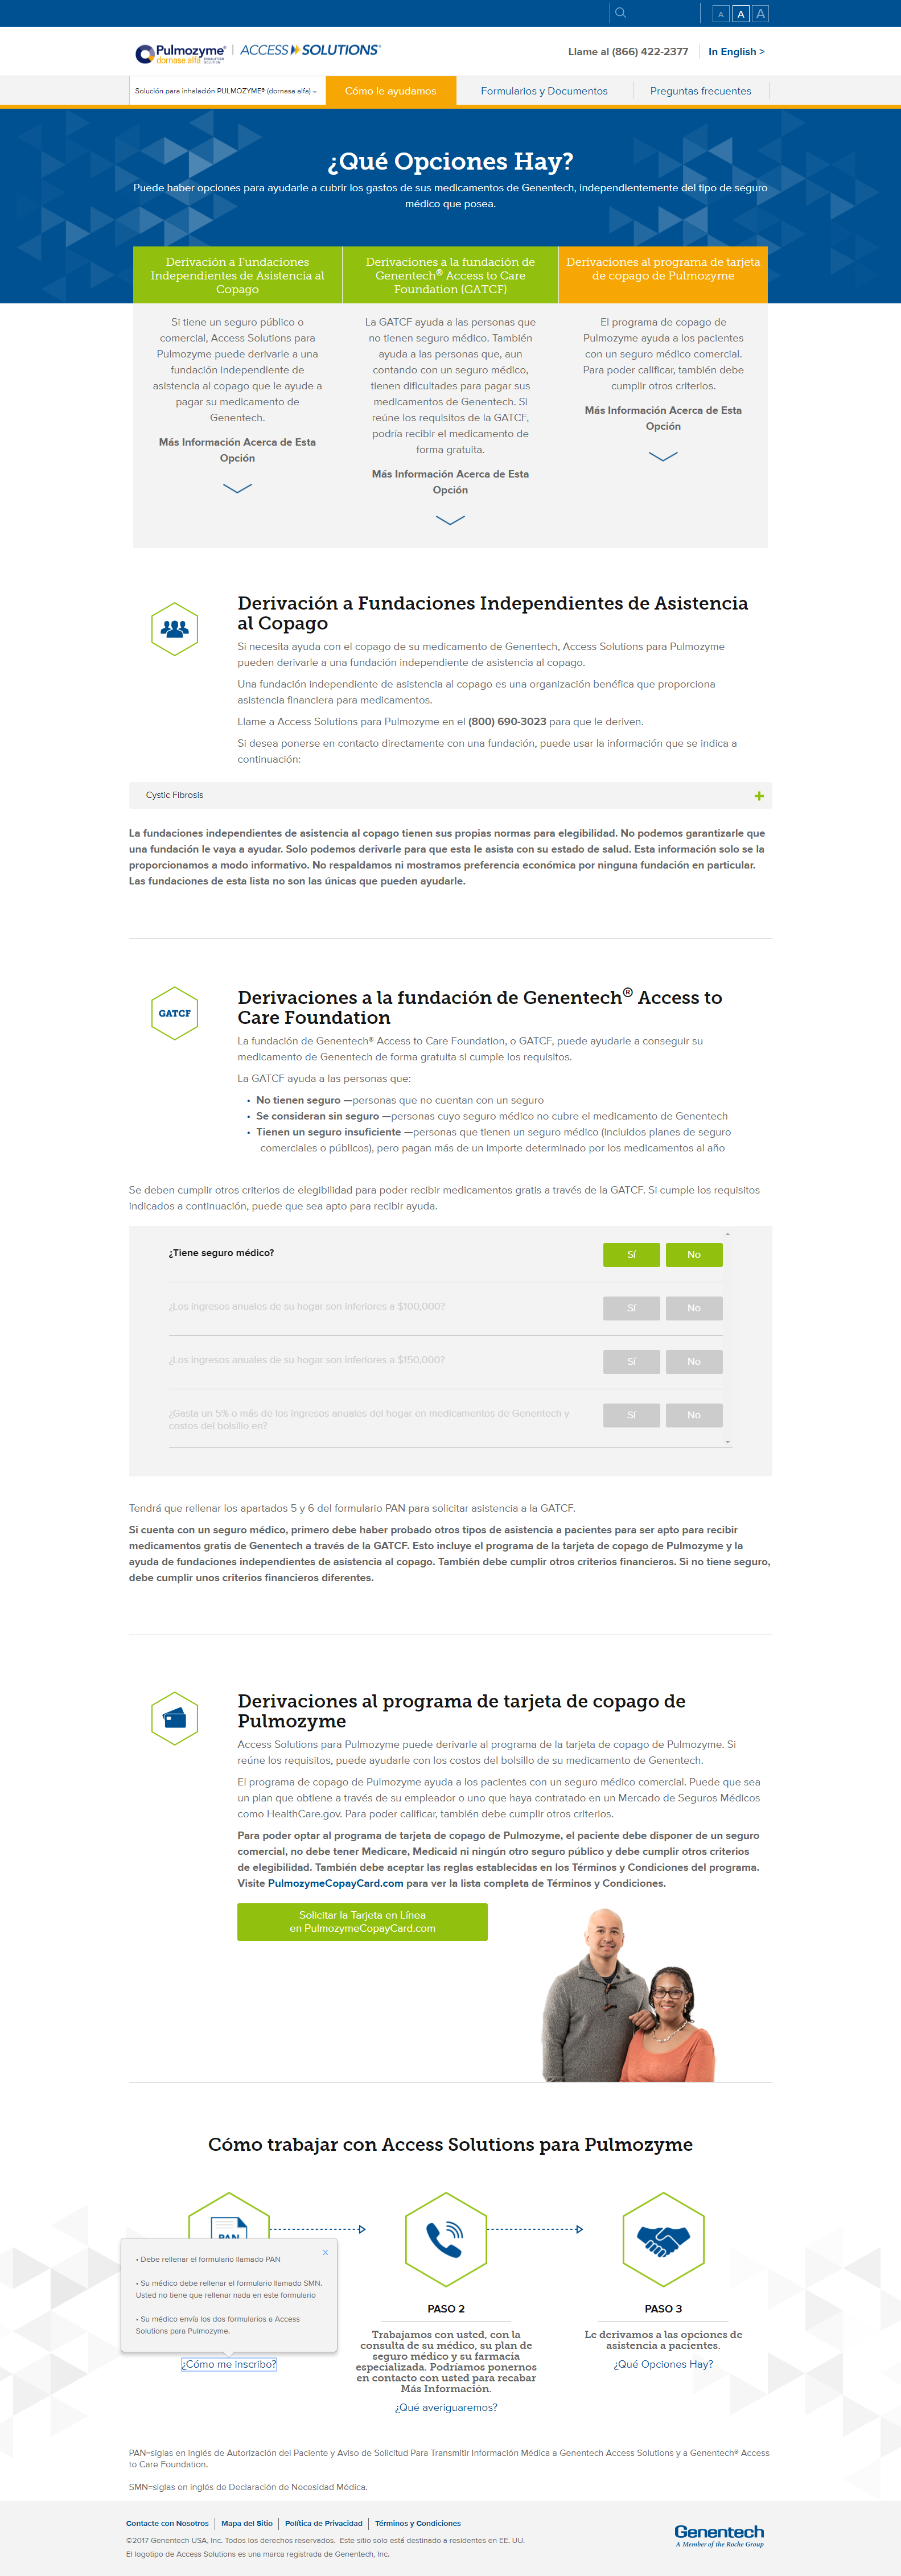 A A A
Pulmozyme® | ACCESS SOLUTIONS®
dornase alfa INHALATION SOLUTION
Llame al (866) 422-2377 In English >
Solución para inhalación PULMOZYME® (dornasa alfa) Cómo le ayudamos Formularios y Documentos Preguntas frecuentes
¿Qué Opciones Hay?
Puede haber opciones para ayudarle a cubrir los gastos de sus medicamentos de Genentech, independientemente del tipo de seguro
médico que posea.
Derivación a Fundaciones
Independientes de Asistencia al
Copago
Si tiene un seguro público o
comercial, Access Solutions para
Pulmozyme puede derivarle a una
fundación independiente de
asistencia al copago que le ayude a
pagar su medicamento de
Genentech.
Más Información Acerca de Esta
Opción
Derivaciones a la fundación de
Genentech® Access to Care
Foundation (GATCF)
La GATCF ayuda a las personas que
no tienen seguro médico. También
ayuda a las personas que, aun
contando con un seguro médico,
tienen dificultades para pagar sus
medicamentos de Genentech. Si
reúne los requisitos de la GATCF,
podría recibir el medicamento de
forma gratuita.
Más Información Acerca de Esta
Opción
Derivaciones al programa de tarjeta
de copago de Pulmozyme
El programa de copago de
Pulmozyme ayuda a los pacientes
con un seguro médico comercial.
Para poder calificar, también debe
cumplir otros criterios.
Más Información Acerca de Esta
Opción
Derivación a Fundaciones Independientes de Asistencia
al Copago
Si necesita ayuda con el copago de su medicamento de Genentech, Access Solutions para Pulmozyme
pueden derivarle a una fundación independiente de asistencia al copago.
Una fundación independiente de asistencia al copago es una organización benéfica que proporciona
asistencia financiera para medicamentos.
Llame a Access Solutions para Pulmozyme en el (800) 690-3023 para que le deriven.
Si desea ponerse en contacto directamente con una fundación, puede usar la información que se indica a
continuación:
Cystic Fibrosis +
La fundaciones independientes de asistencia al copago tienen sus propias normas para elegibilidad. No podemos garantizarle que
una fundación le vaya a ayudar. Solo podemos derivarle para que esta le asista con su estado de salud. Esta información solo se la
proporcionamos a modo informativo. No respaldamos ni mostramos preferencia económica por ninguna fundación en particular.
Las fundaciones de esta lista no son las únicas que pueden ayudarle.
GATCF
Derivaciones a la fundación de Genentech® Access to
Care Foundation
La fundación de Genentech® Access to Care Foundation, o GATCF, puede ayudarle a conseguir su
medicamento de Genentech de forma gratuita si cumple los requisitos.
La GATCF ayuda a las personas que:
• No tienen seguro —personas que no cuentan con un seguro
• Se consideran sin seguro —personas cuyo seguro médico no cubre el medicamento de Genentech
• Tienen un seguro insuficiente —personas que tienen un seguro médico (incluidos planes de seguro
comerciales o públicos), pero pagan más de un importe determinado por los medicamentos al año
Se deben cumplir otros criterios de elegibilidad para poder recibir medicamentos gratis a través de la GATCF. Si cumple los requisitos
indicados a continuación, puede que sea apto para recibir ayuda.
¿Tiene seguro médico? Sí No
¿Los ingresos anuales de su hogar son inferiores a $100,000? Sí No
¿Los ingresos anuales de su hogar son inferiores a $150,000? Sí No
¿Gasta un 5% o más de los ingresos anuales del hogar en medicamentos de Genentech y
costos del bolsillo en? Sí No
Tendrá que rellenar los apartados 5 y 6 del formulario PAN para solicitar asistencia a la GATCF.
Si cuenta con un seguro médico, primero debe haber probado otros tipos de asistencia a pacientes para ser apto para recibir
medicamentos gratis de Genentech a través de la GATCF. Esto incluye el programa de la tarjeta de copago de Pulmozyme y la
ayuda de fundaciones independientes de asistencia al copago. También debe cumplir otros criterios financieros. Si no tiene seguro,
debe cumplir unos criterios financieros diferentes.
Derivaciones al programa de tarjeta de copago de
Pulmozyme
Access Solutions para Pulmozyme puede derivarle al programa de la tarjeta de copago de Pulmozyme. Si
reúne los requisitos, puede ayudarle con los costos del bolsillo de su medicamento de Genentech.
El programa de copago de Pulmozyme ayuda a los pacientes con un seguro médico comercial. Puede que sea
un plan que obtiene a través de su empleador o uno que haya contratado en un Mercado de Seguros Médicos
como HealthCare.gov. Para poder calificar, también debe cumplir otros criterios.
Para poder optar al programa de tarjeta de copago de Pulmozyme, el paciente debe disponer de un seguro
comercial, no debe tener Medicare, Medicaid ni ningún otro seguro público y debe cumplir otros criterios
de elegibilidad. También debe aceptar las reglas establecidas en los Términos y Condiciones del programa.
Visite PulmozymeCopayCard.com para ver la lista completa de Términos y Condiciones.
Solicitar la Tarjeta en Línea
en PulmozymeCopayCard.com
Cómo trabajar con Access Solutions para Pulmozyme
PAN
x
• Debe rellenar el formulario llamado PAN
• Su médico debe rellenar el formulario llamado SMN.
Usted no tiene que rellenar nada en este formulario
• Su médico envía los dos formularios a Access
Solutions para Pulmozyme.
¿Cómo me inscribo?
PASO 2
Trabajamos con usted, con la
consulta de su médico, su plan de
seguro médico y su farmacia
especializada. Podríamos ponernos
en contacto con usted para recabar
Más Información.
¿Qué averiguaremos?
PASO 3
Le derivamos a las opciones de
asistencia a pacientes.
¿Qué Opciones Hay?
PAN=siglas en inglés de Autorización del Paciente y Aviso de Solicitud Para Transmitir Información Médica a Genentech Access Solutions y a Genentech® Access
to Care Foundation.
SMN=siglas en inglés de Declaración de Necesidad Médica.
Contacte con Nosotros | Mapa del Sitio | Política de Privacidad | Términos y Condiciones
©2017 Genentech USA, Inc. Todos los derechos reservados. Este sitio solo está destinado a residentes en EE. UU.
El logotipo de Access Solutions es una marca registrada de Genentech, Inc.
Genentech
A Member of the Roche Group